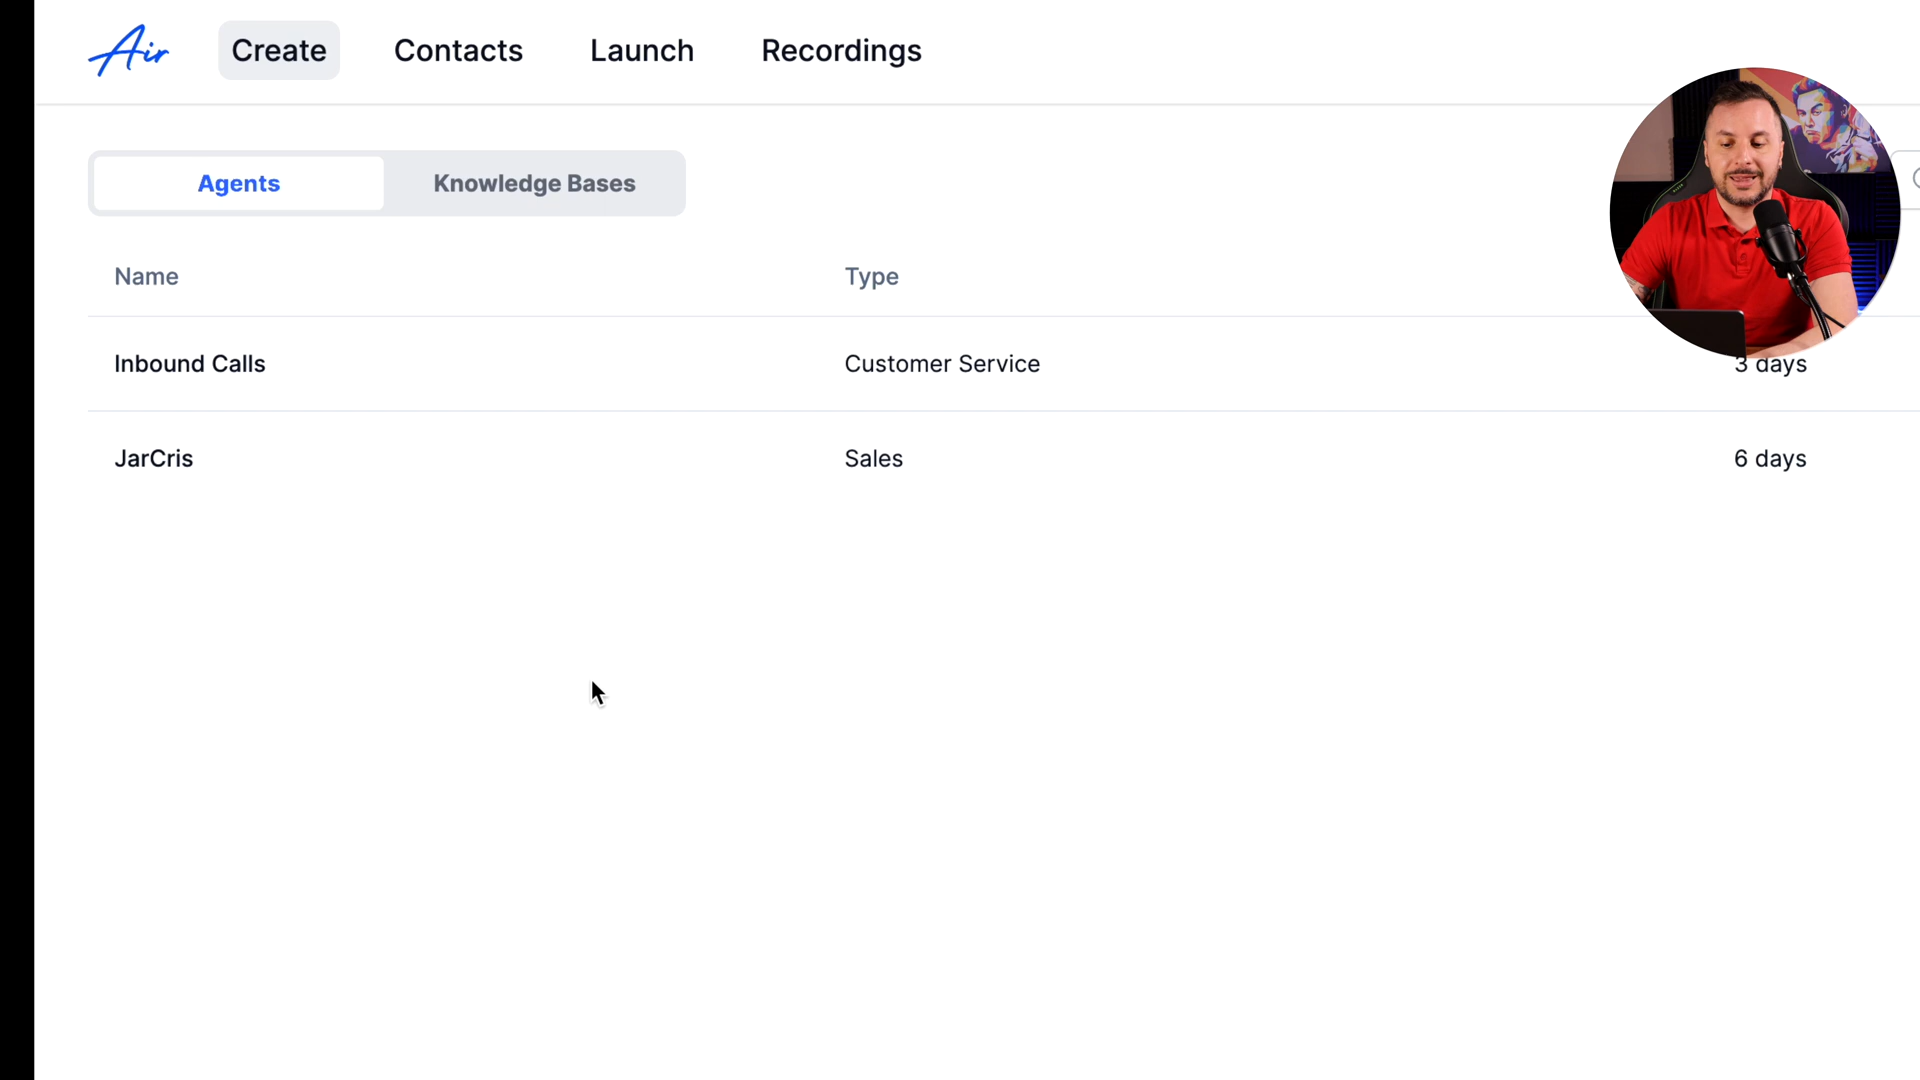 Air Create Contacts Launch Recordings
Agents Knowledge Bases
Name Type
Inbound Calls Customer Service 3 days
JarCris Sales 6 days